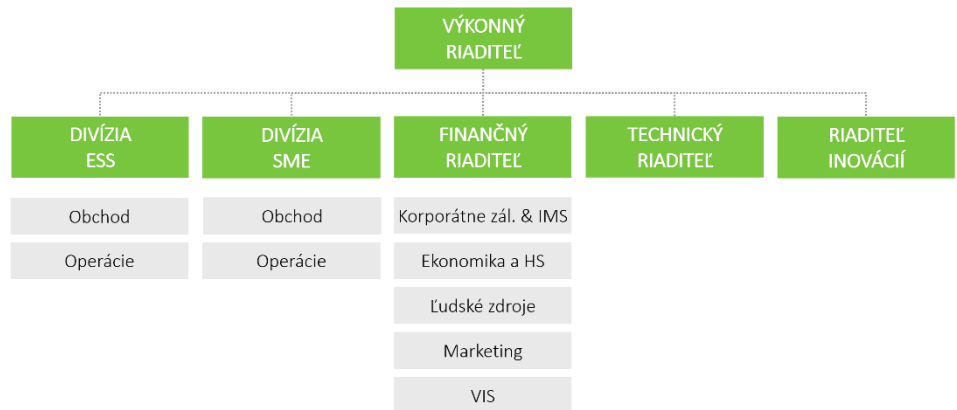 VÝKONNÝ
RIADITEĽ
DIVÍZIA
ESS
DIVÍZIA
SME
FINANČNÝ
RIADITEĽ
TECHNICKÝ
RIADITEĽ
RIADITEĽ
INOVÁCIÍ
Obchod
Operácie
Obchod
Operácie
Korporátne zál. & IMS
Ekonomika a HS
Ľudské zdroje
Marketing
VIS